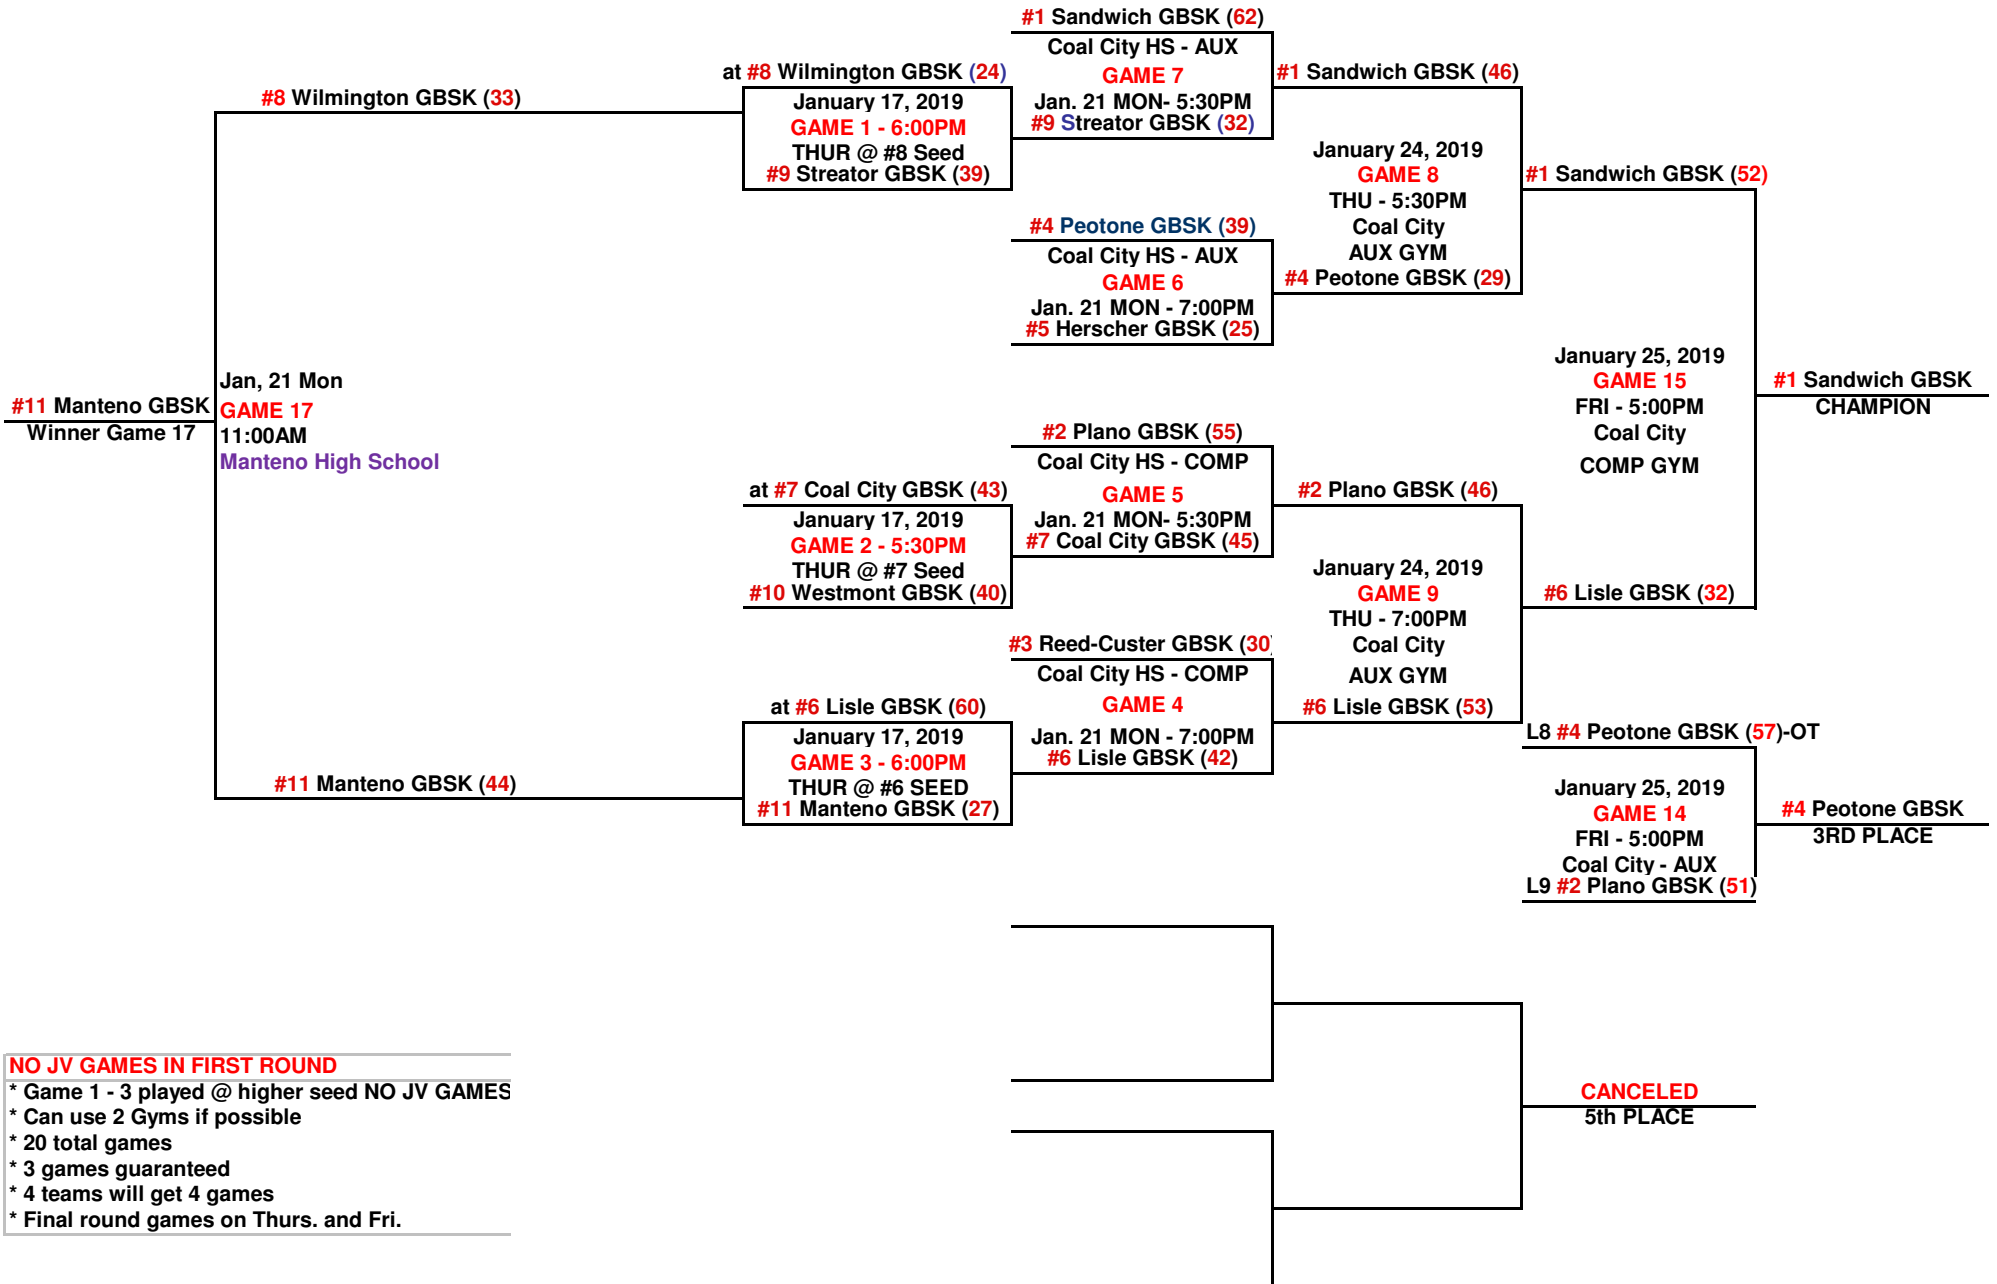 #1 Sandwich GBSK (62)
Coal City HS - AUX
GAME 7
Jan. 21 MON- 5:30PM
#9 Streator GBSK (32)
at #8 Wilmington GBSK (24)
January 17, 2019
GAME 1 - 6:00PM
THUR @ #8 Seed
#9 Streator GBSK (39)
#8 Wilmington GBSK (33)
#1 Sandwich GBSK (46)
January 24, 2019
GAME 8
THU - 5:30PM
Coal City
AUX GYM
#4 Peotone GBSK (29)
#1 Sandwich GBSK (52)
#4 Peotone GBSK (39)
Coal City HS - AUX
GAME 6
Jan. 21 MON - 7:00PM
#5 Herscher GBSK (25)
January 25, 2019
GAME 15
FRI - 5:00PM
Coal City
COMP GYM
#1 Sandwich GBSK
CHAMPION
Jan, 21 Mon
GAME 17
11:00AM
Manteno High School
#11 Manteno GBSK
Winner Game 17
#2 Plano GBSK (55)
Coal City HS - COMP
GAME 5
Jan. 21 MON- 5:30PM
#7 Coal City GBSK (45)
at #7 Coal City GBSK (43)
January 17, 2019
GAME 2 - 5:30PM
THUR @ #7 Seed
#10 Westmont GBSK (40)
#2 Plano GBSK (46)
January 24, 2019
GAME 9
THU - 7:00PM
Coal City
AUX GYM
#6 Lisle GBSK (53)
#6 Lisle GBSK (32)
#3 Reed-Custer GBSK (30)
Coal City HS - COMP
GAME 4
Jan. 21 MON - 7:00PM
#6 Lisle GBSK (42)
at #6 Lisle GBSK (60)
January 17, 2019
GAME 3 - 6:00PM
THUR @ #6 SEED
#11 Manteno GBSK (27)
#11 Manteno GBSK (44)
L8 #4 Peotone GBSK (57)-OT
January 25, 2019
GAME 14
FRI - 5:00PM
Coal City - AUX
L9 #2 Plano GBSK (51)
#4 Peotone GBSK
3RD PLACE
CANCELED
5th PLACE
NO JV GAMES IN FIRST ROUND
* Game 1 - 3 played @ higher seed NO JV GAMES
* Can use 2 Gyms if possible
* 20 total games
* 3 games guaranteed
* 4 teams will get 4 games
* Final round games on Thurs. and Fri.